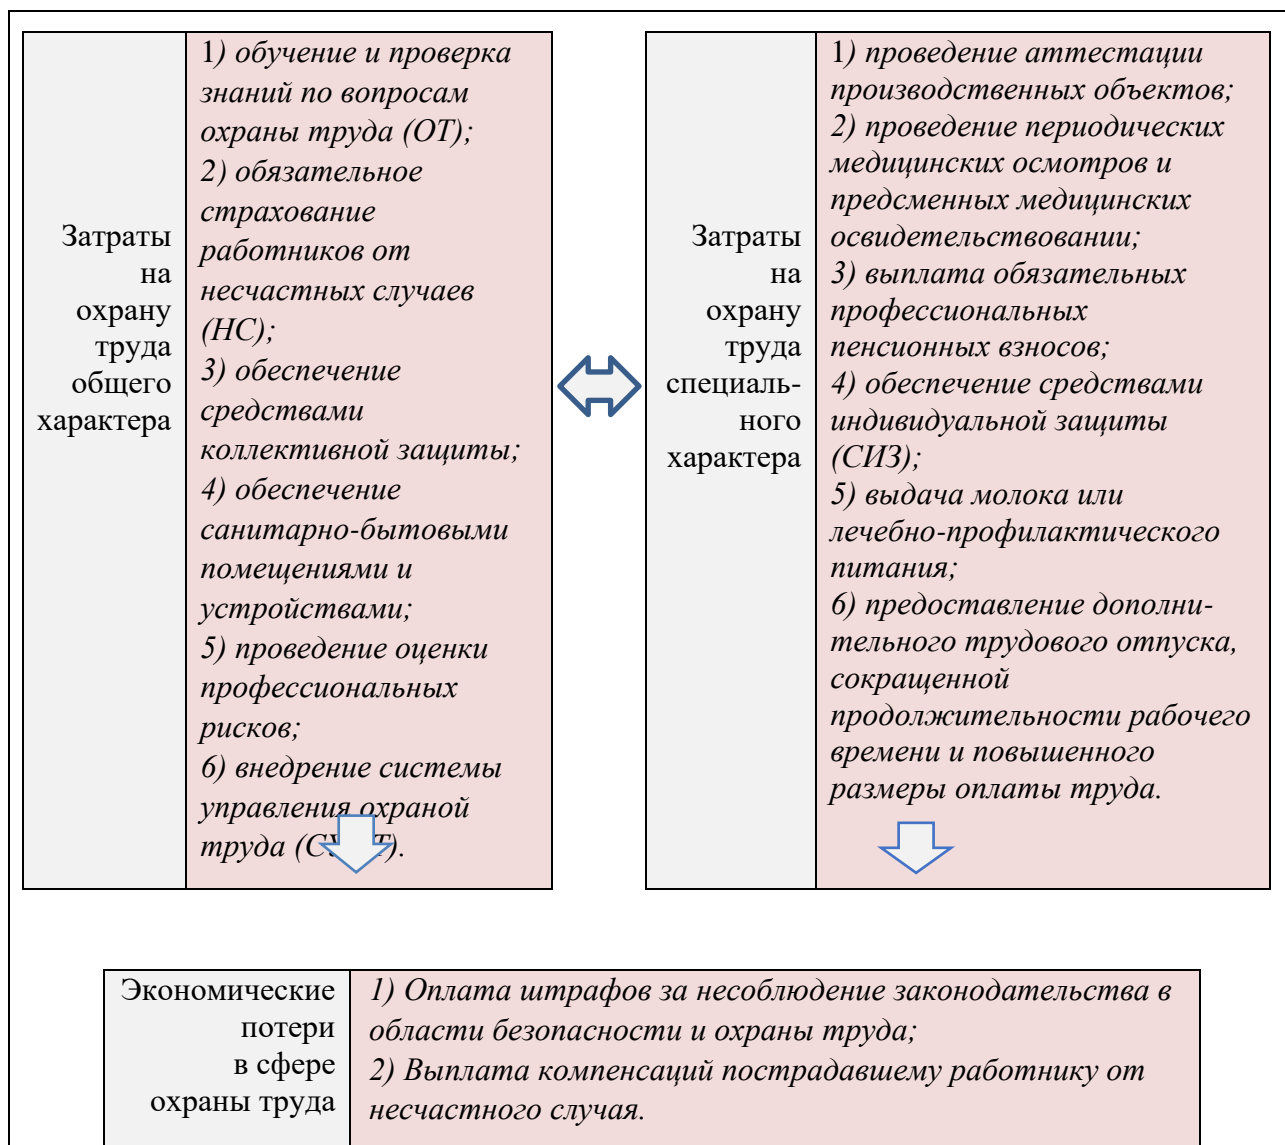 Затраты
на
охрану
труда
общего
характера
1) обучение и проверка
знаний по вопросам
охраны труда (ОТ);
2) обязательное
страхование
работников от
несчастных случаев
(НС);
3) обеспечение
средствами
коллективной защиты;
4) обеспечение
санитарно-бытовыми
помещениями и
устройствами;
5) проведение оценки
профессиональных
рисков;
6) внедрение системы
управления охраной
труда
Затраты
на
охрану
труда
специаль-
ного
характера
1) проведение аттестации
производственных объектов;
2) проведение периодических
медицинских осмотров и
предсменных медицинских
освидетельствовании;
3) выплата обязательных
профессиональных
пенсионных взносов;
4) обеспечение средствами
индивидуальной защиты
(СИЗ);
5) выдача молока или
лечебно-профилактического
питания;
6) предоставление дополни-
тельного трудового отпуска,
сокращенной
продолжительности рабочего
времени и повышенного
размеры оплаты труда.
Экономические
потери
в сфере
охраны труда
1) Оплата штрафов за несоблюдение законодательства в
области безопасности и охраны труда;
2) Выплата компенсаций пострадавшему работнику от
несчастного случая.